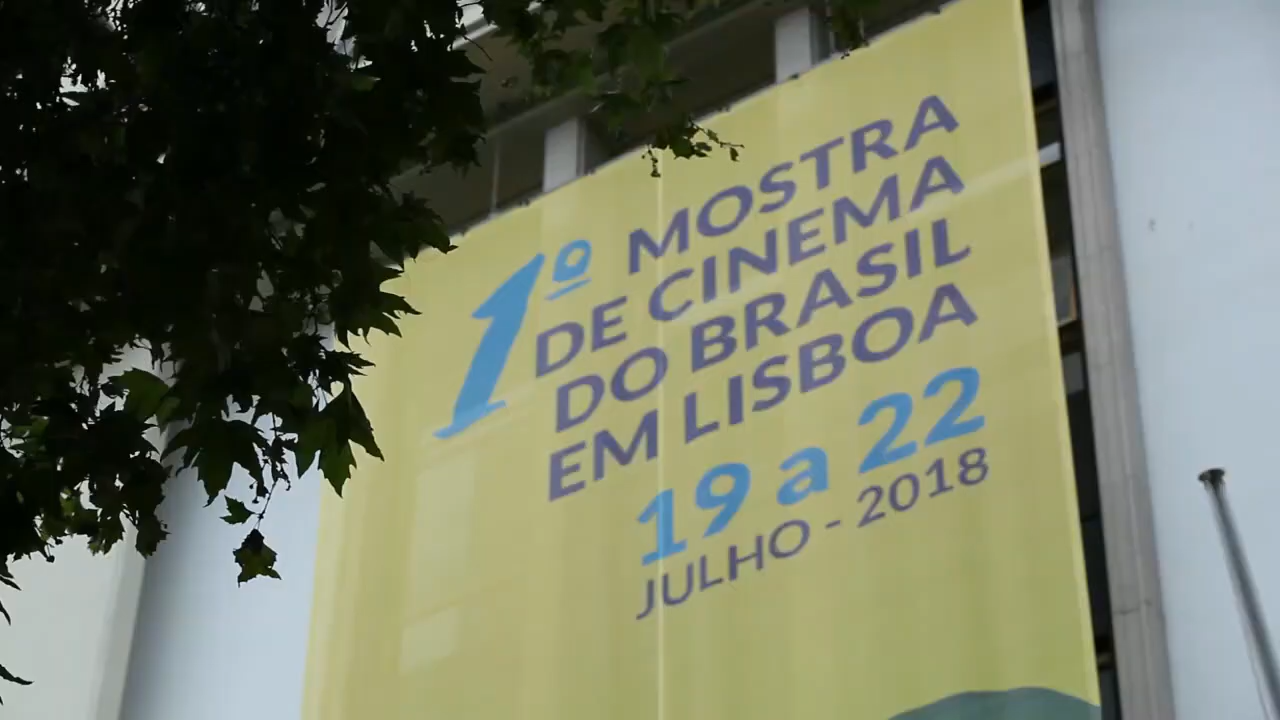 1º MOSTRA
DE CINEMA
DO BRASIL
EM LISBOA
19 a 22
JULHO - 2018